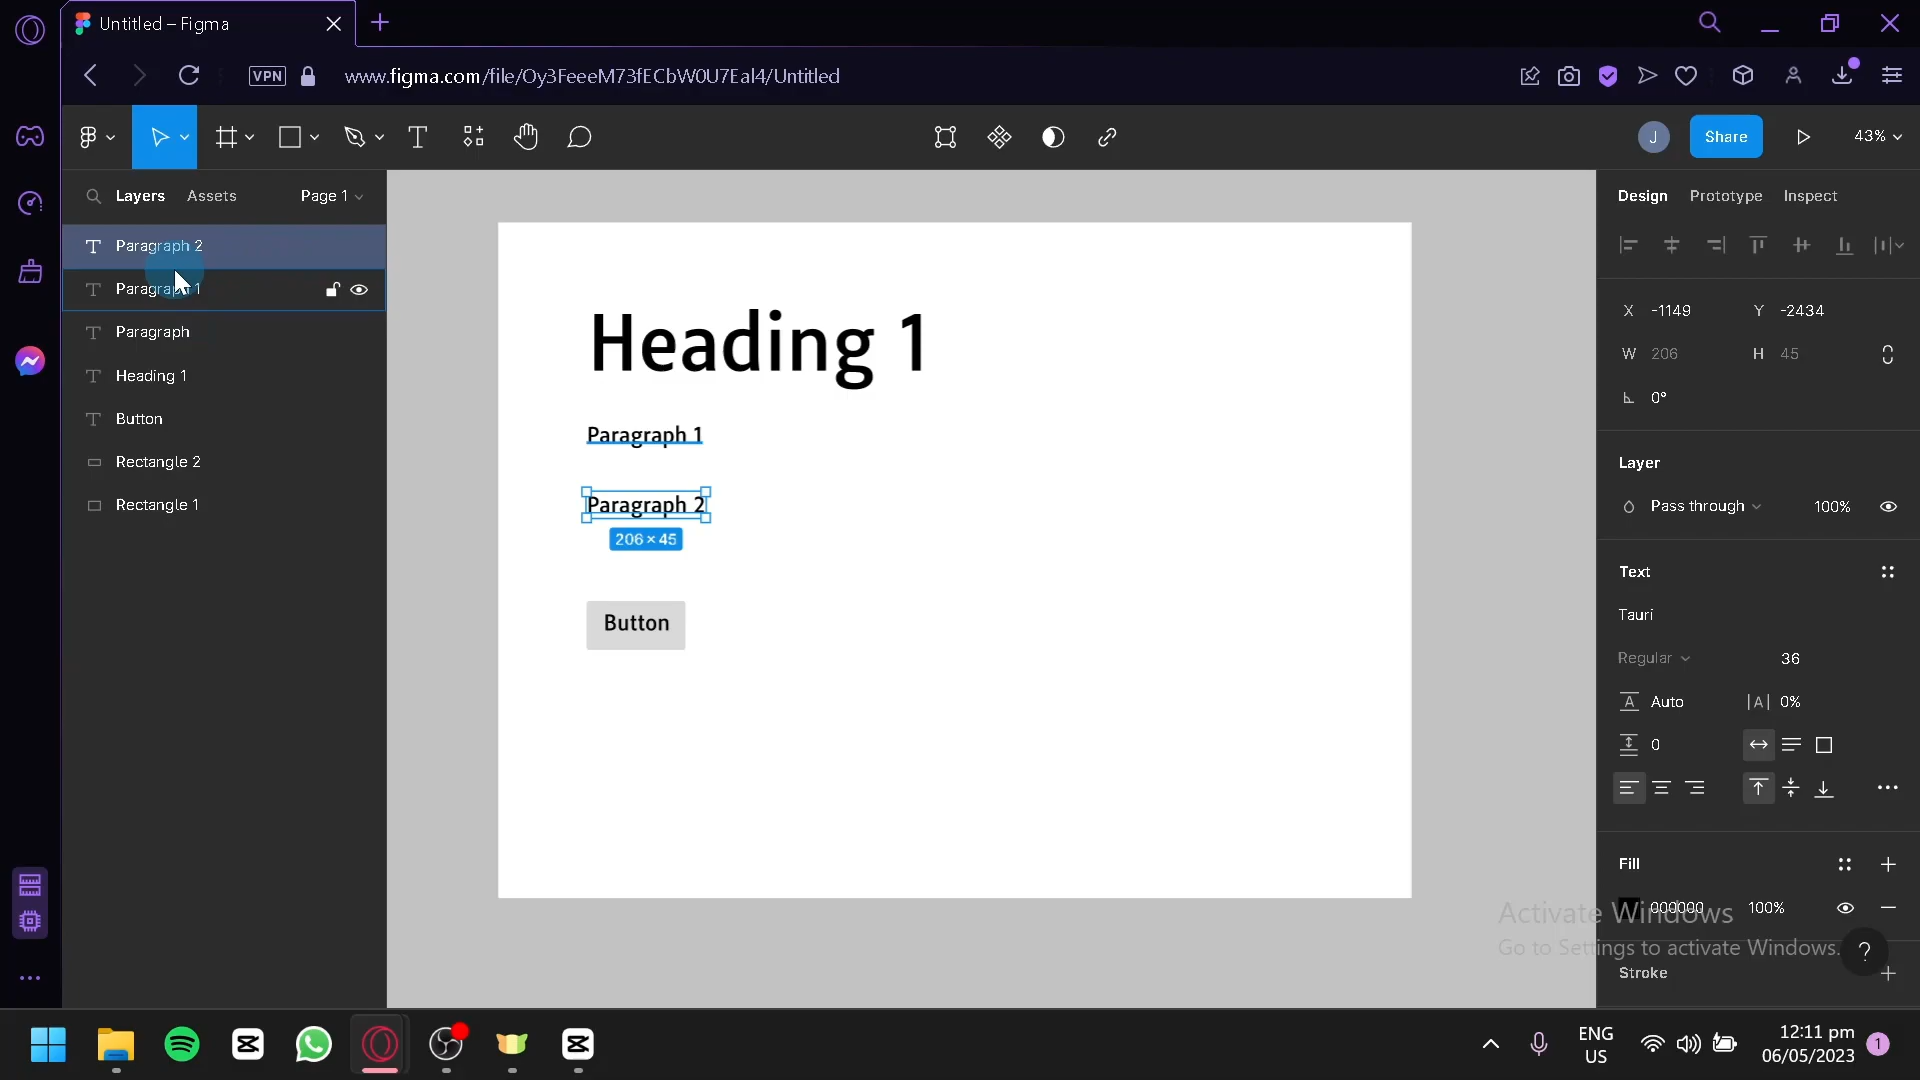 Untitled – Figma
VPN
www.figma.com/file/Oy3FeeeM73fECbW0U7Eal4/Untitled
J
Share
43%
Layers
Assets
Page 1
Design
Prototype
Inspect
Paragraph 2
Paragraph 1
Paragraph
Heading 1
Button
Rectangle 2
Rectangle 1
Heading 1
Paragraph 1
Paragraph 2
206 × 45
Button
X -1149 Y -2434
W 206 H 45
0°
Layer
Pass through 100%
Text
Tauri
Regular 36
A Auto |A| 0%
0
Fill
000000 100%
Activate Windows
Go to Settings to activate Windows.
?
Stroke
ENG
US
12:11 pm
06/05/2023
1